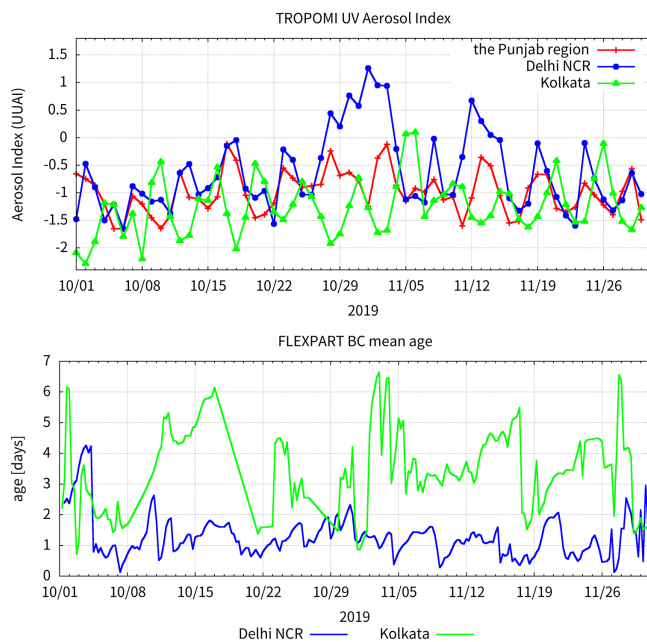 TROPOMI UV Aerosol Index
the Punjab region
Delhi NCR
Kolkata
Aerosol Index (UUAI)
1.5
1
0.5
0
-0.5
-1
-1.5
-2
10/01 10/08 10/15 10/22 10/29 11/05 11/12 11/19 11/26
2019
FLEXPART BC mean age
age [days]
7
6
5
4
3
2
1
0
10/01 10/08 10/15 10/22 10/29 11/05 11/12 11/19 11/26
2019
Delhi NCR Kolkata